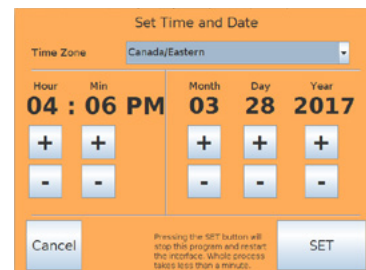 Set Time and Date
Time Zone Canada/Eastern
Hour Min Month Day Year
04 : 06 PM 03 28 2017
+ + + + +
- - - - -
Cancel
Pressing the SET button will
stop this program and restart
the interface. Whole process
takes less than a minute.
SET